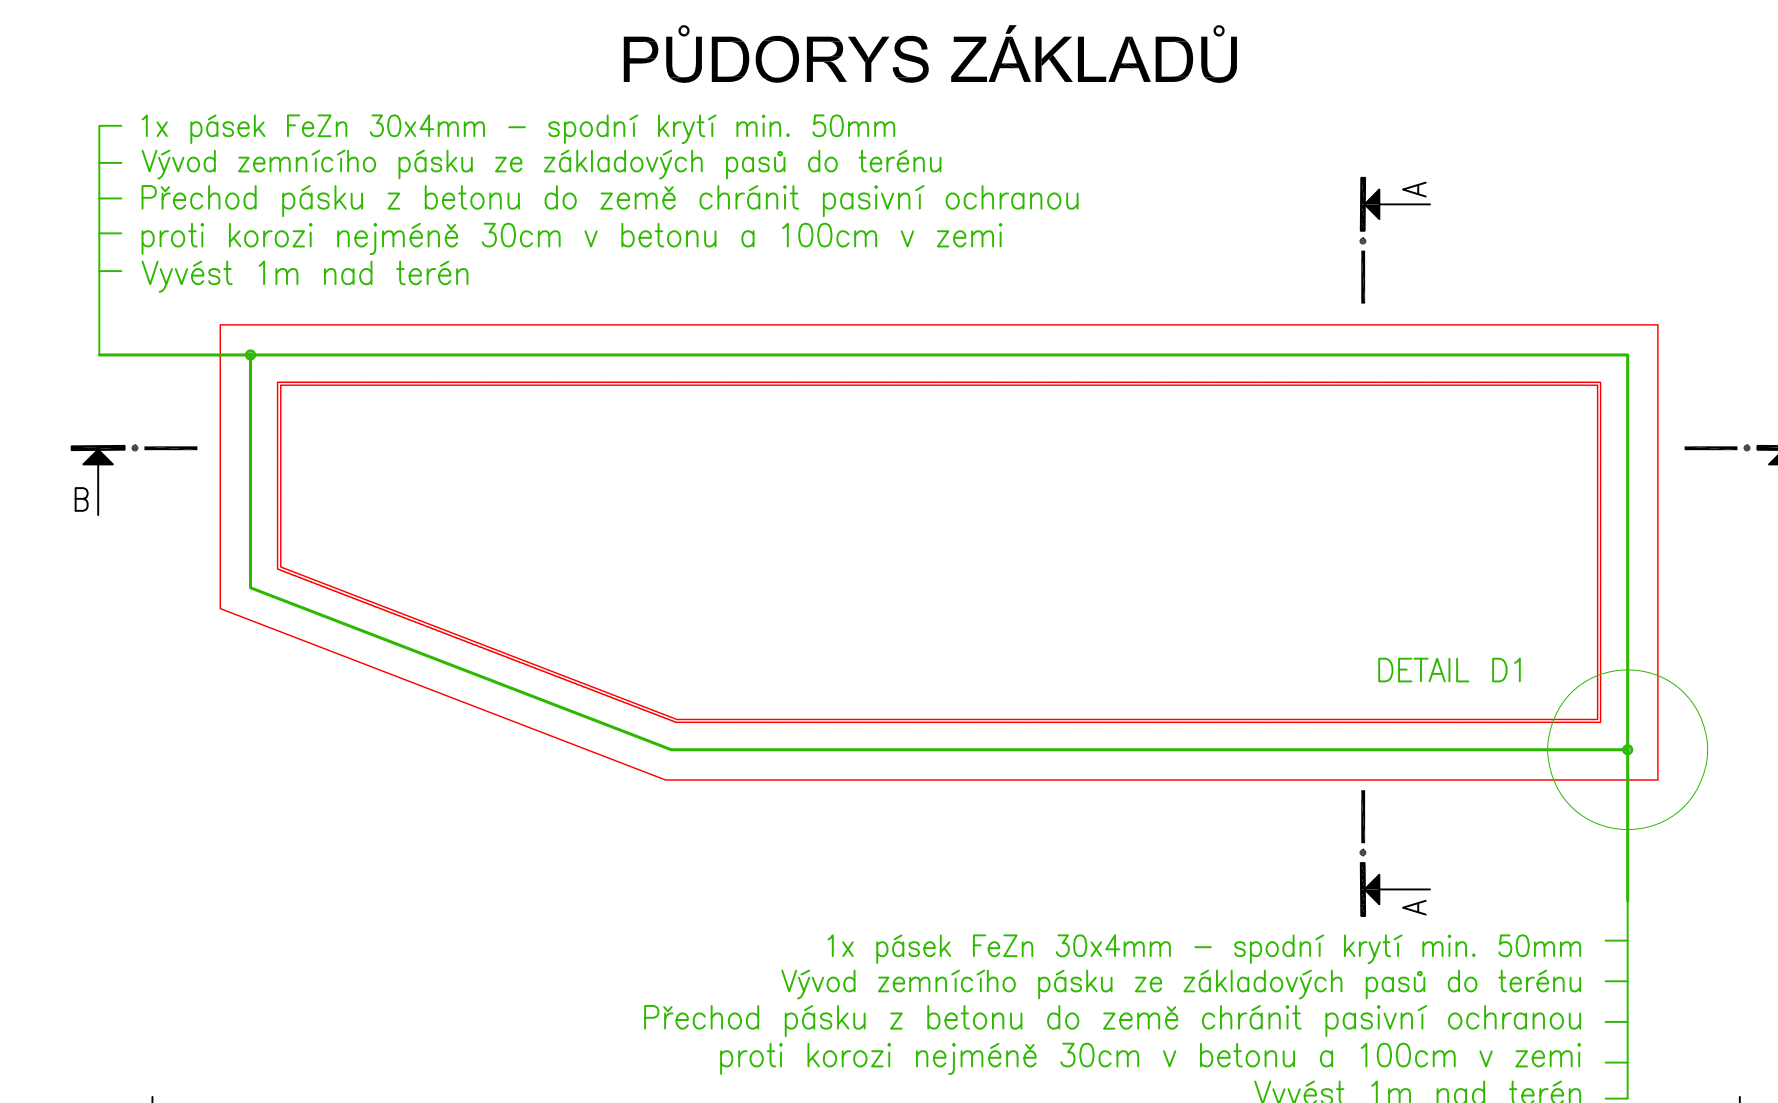 PŮDORYS ZÁKLADŮ
1x pásek FeZn 30x4mm – spodní krytí min. 50mm
Vývod zemnícího pásku ze základových pasů do terénu
Přechod pásku z betonu do země chránit pasivní ochranou
proti korozi nejméně 30cm v betonu a 100cm v zemi
Vyvést 1m nad terén
A
B
DETAIL D1
A
1x pásek FeZn 30x4mm – spodní krytí min. 50mm
Vývod zemnícího pásku ze základových pasů do terénu
Přechod pásku z betonu do země chránit pasivní ochranou
proti korozi nejméně 30cm v betonu a 100cm v zemi
Vyvést 1m nad terén